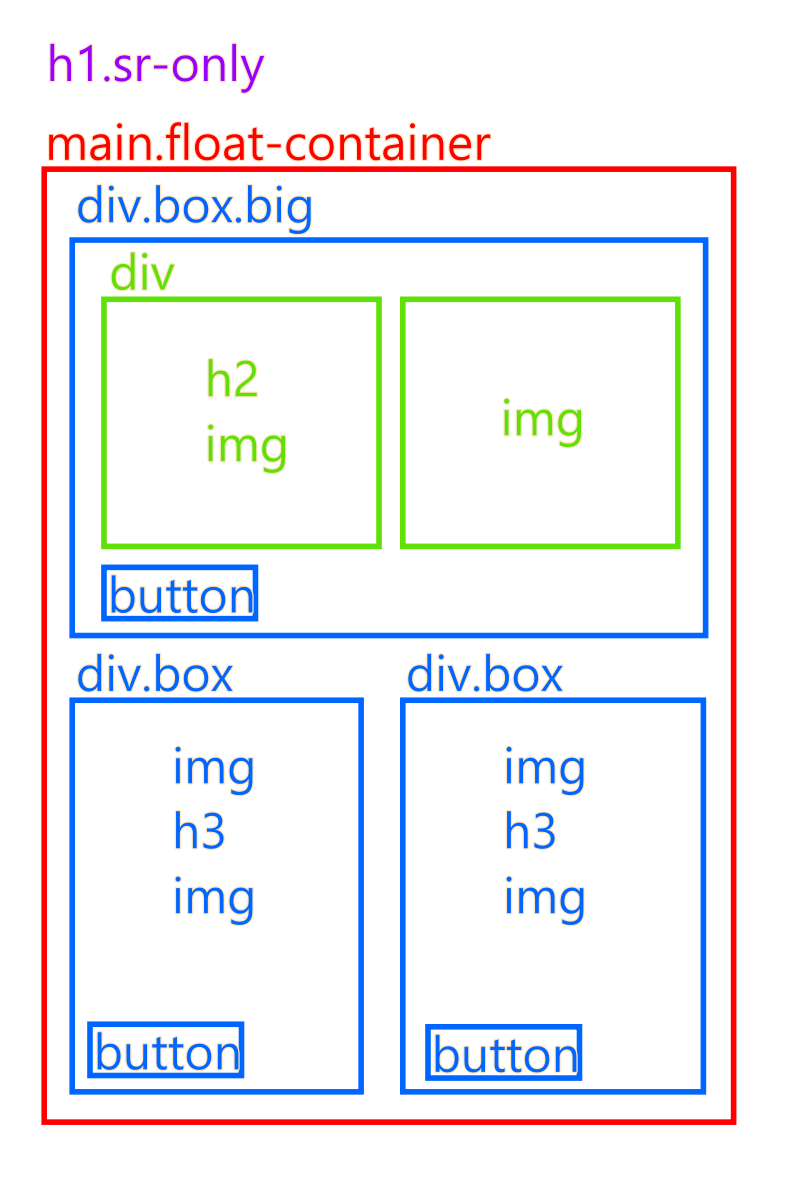 h1.sr-only
main.float-container
div.box.big
div
h2
img
img
button
div.box
img
h3
img
button
div.box
img
h3
img
button